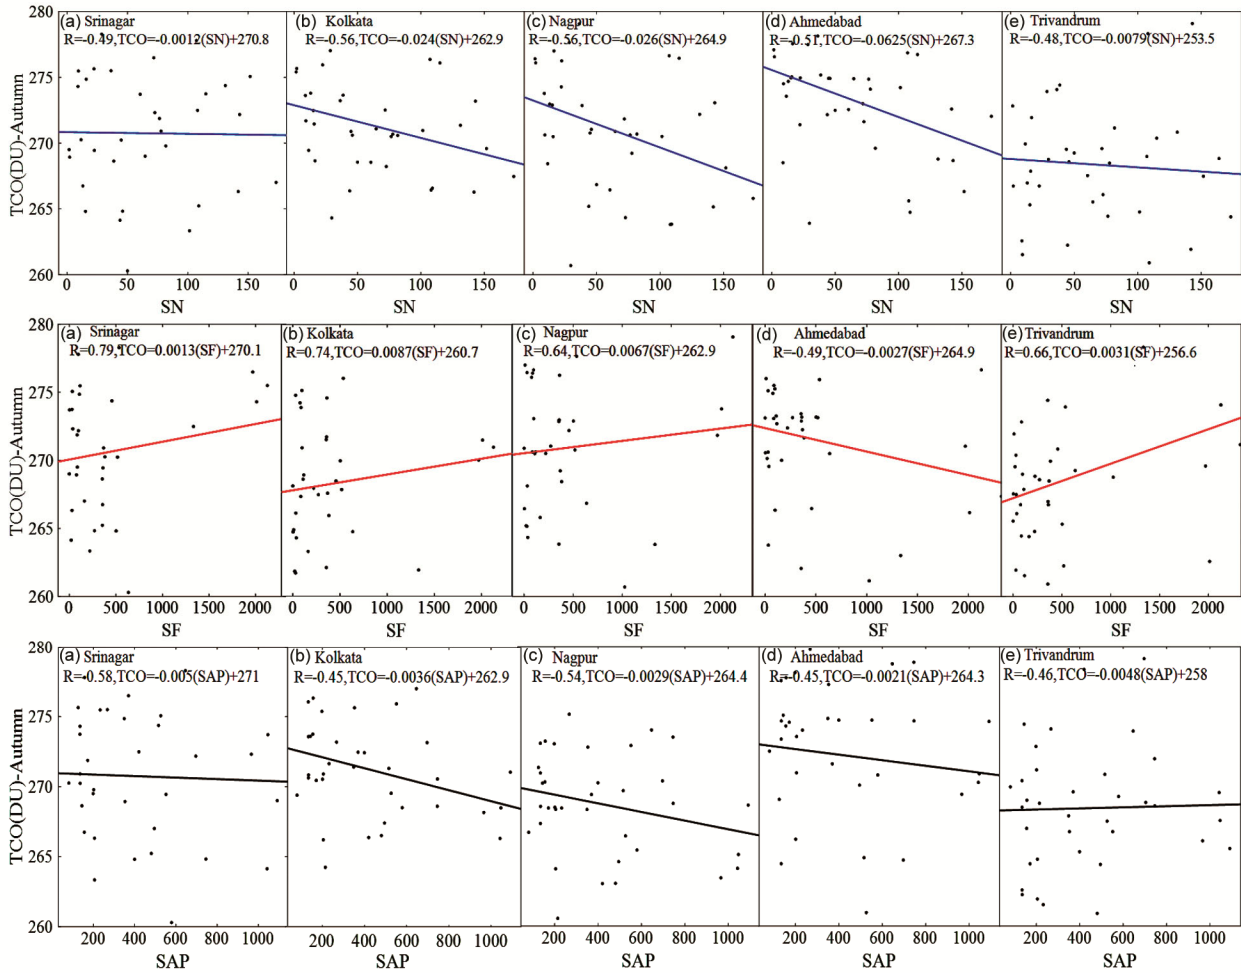 (a) Srinagar
R=-0.49,TCO=-0.0012(SN)+270.8
(b) Kolkata
R=-0.56,TCO=-0.024(SN)+262.9
(c) Nagpur
R=-0.56,TCO=-0.026(SN)+264.9
(d) Ahmedabad
R=-0.51,TCO=-0.0625(SN)+267.3
(e) Trivandrum
R=-0.48,TCO=-0.0079(SN)+253.5
TCO(DU)-Autumn
280
275
270
265
260
0 50 100 150
0 50 100 150
0 50 100 150
0 50 100 150
0 50 100 150
SN SN SN SN SN
(a) Srinagar
R=0.79,TCO=0.0013(SF)+270.1
(b) Kolkata
R=0.74,TCO=0.0087(SF)+260.7
(c) Nagpur
R=0.64,TCO=0.0067(SF)+262.9
(d) Ahmedabad
R=-0.49,TCO=-0.0027(SF)+264.9
(e) Trivandrum
R=0.66,TCO=0.0031(SF)+256.6
TCO(DU)-Autumn
280
275
270
265
260
0 500 1000 1500 2000
0 500 1000 1500 2000
0 500 1000 1500 2000
0 500 1000 1500 2000
0 500 1000 1500 2000
SF SF SF SF SF
(a) Srinagar
R=-0.58,TCO=-0.005(SAP)+271
(b) Kolkata
R=-0.45,TCO=-0.0036(SAP)+262.9
(c) Nagpur
R=-0.54,TCO=-0.0029(SAP)+264.4
(d) Ahmedabad
R=-0.45,TCO=-0.0021(SAP)+264.3
(e) Trivandrum
R=-0.46,TCO=-0.0048(SAP)+258
TCO(DU)-Autumn
280
275
270
265
260
200 400 600 800 1000
200 400 600 800 1000
200 400 600 800 1000
200 400 600 800 1000
200 400 600 800 1000
SAP SAP SAP SAP SAP